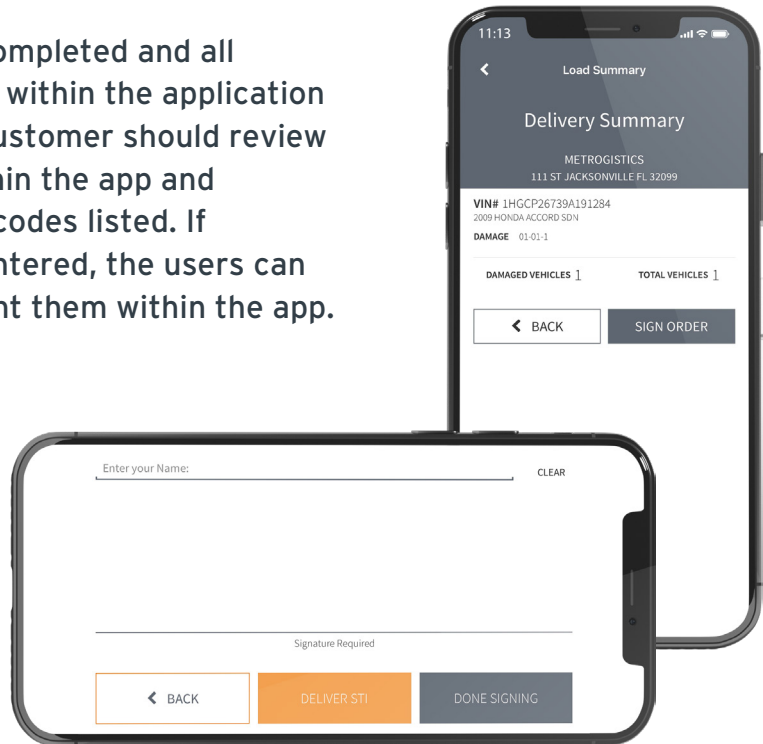 ompleted and all
within the application
ustomer should review
in the app and
codes listed. If
ntered, the users can
nt them within the app.
11:13
Load Summary
Delivery Summary
METROGISTICS
111 ST JACKSONVILLE FL 32099
VIN# 1HGCP26739A191284
2009 HONDA ACCORD SDN
DAMAGE 01-01-1
DAMAGED VEHICLES 1 TOTAL VEHICLES 1
BACK SIGN ORDER
Enter your Name: CLEAR
Signature Required
BACK DELIVER STI DONE SIGNING